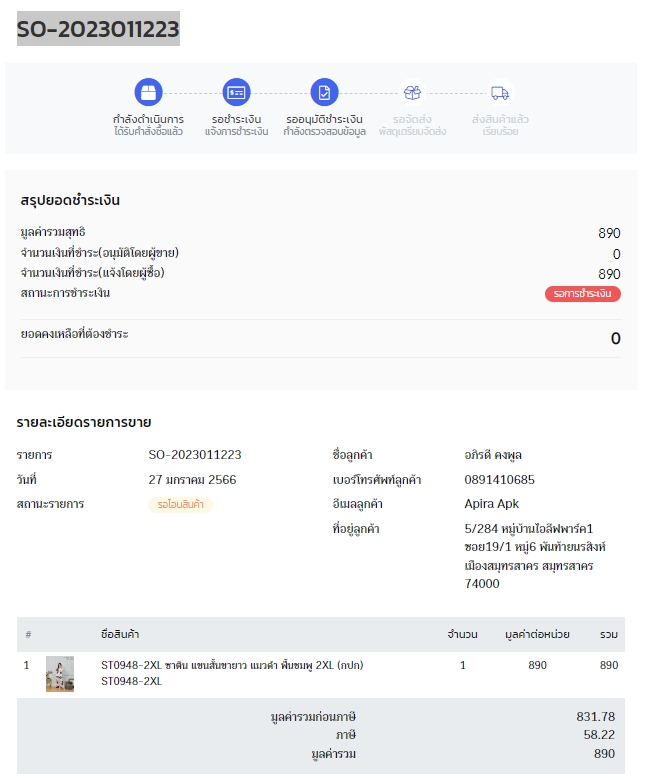 SO-2023011223
กำลังดำเนินการ รอชำระเงิน รออนุมัติชำระเงิน รอจัดส่ง ส่งสินค้าแล้ว
ได้รับคำสั่งซื้อแล้ว แจ้งการชำระเงิน กำลังตรวจสอบข้อมูล พัสดุเตรียมจัดส่ง เรียบร้อย
สรุปยอดชำระเงิน
มูลค่ารวมสุทธิ 890
จำนวนเงินที่ชำระ(อนุมัติโดยผู้ขาย) 0
จำนวนเงินที่ชำระ(แจ้งโดยผู้ซื้อ) 890
สถานะการชำระเงิน รอการชำระเงิน
ยอดคงเหลือที่ต้องชำระ 0
รายละเอียดรายการขาย
รายการ SO-2023011223 ชื่อลูกค้า อภิรดี คงพูล
วันที่ 27 มกราคม 2566 เบอร์โทรศัพท์ลูกค้า 0891410685
สถานะรายการ รอโอนสินค้า อีเมลลูกค้า Apira Apk
ที่อยู่ลูกค้า 5/284 หมู่บ้านไอลีฟพาร์ค1
ซอย19/1 หมู่6 พันท้ายนรสิงห์
เมืองสมุทรสาคร สมุทรสาคร
74000
# ชื่อสินค้า จำนวน มูลค่าต่อหน่วย รวม
1 ST0948-2XL ซาติน แขนสั้นขายาว แมวดำ พื้นชมพู 2XL (กปก) 1 890 890
ST0948-2XL
มูลค่ารวมก่อนภาษี 831.78
ภาษี 58.22
มูลค่ารวม 890